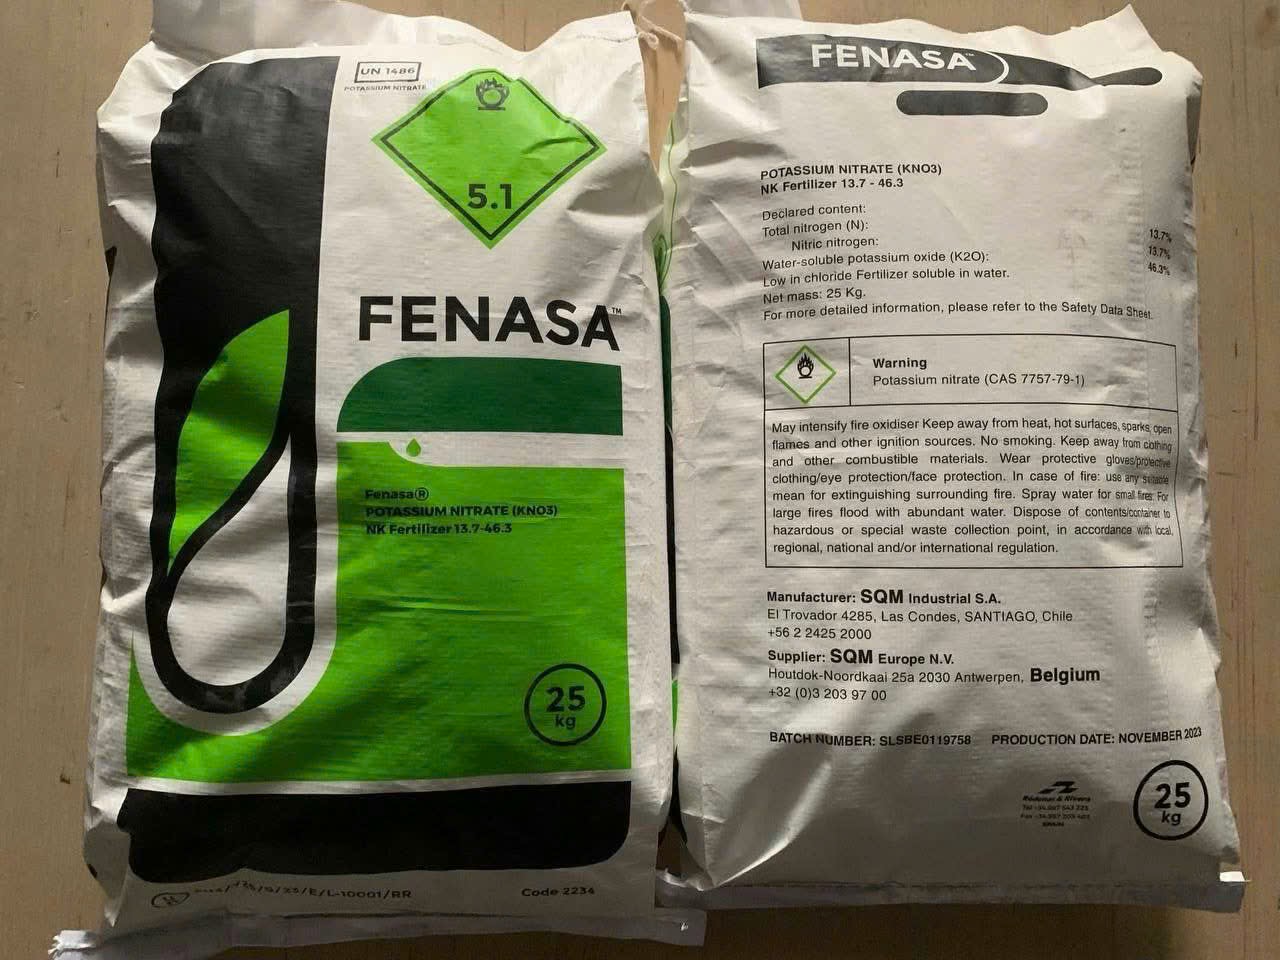 UN 1486
POTASSIUM NITRATE
5.1
FENASA™
Fenasa®
POTASSIUM NITRATE (KNO3)
NK Fertilizer 13.7-46.3
25
kg
/S/23/E/L-10001/RR
Code 2234
FENASA™
POTASSIUM NITRATE (KNO3)
NK Fertilizer 13.7 - 46.3
Declared content:
Total nitrogen (N): 13.7%
Nitric nitrogen: 13.7%
Water-soluble potassium oxide (K2O): 46.3%
Low in chloride Fertilizer soluble in water.
Net mass: 25 Kg.
For more detailed information, please refer to the Safety Data Sheet.
Warning
Potassium nitrate (CAS 7757-79-1)
May intensify fire oxidiser Keep away from heat, hot surfaces, sparks, open
flames and other ignition sources. No smoking. Keep away from clothing
and other combustible materials. Wear protective gloves/protective
clothing/eye protection/face protection. In case of fire: use any suitable
mean for extinguishing surrounding fire. Spray water for small fires. For
large fires flood with abundant water. Dispose of contents/container to
hazardous or special waste collection point, in accordance with local,
regional, national and/or international regulation.
Manufacturer: SQM Industrial S.A.
El Trovador 4285, Las Condes, SANTIAGO, Chile
+56 2 2425 2000
Supplier: SQM Europe N.V.
Houtdok-Noordkaai 25a 2030 Antwerpen, Belgium
+32 (0)3 203 97 00
BATCH NUMBER: SLSBE0119758 PRODUCTION DATE: NOVEMBER 2023
25
kg